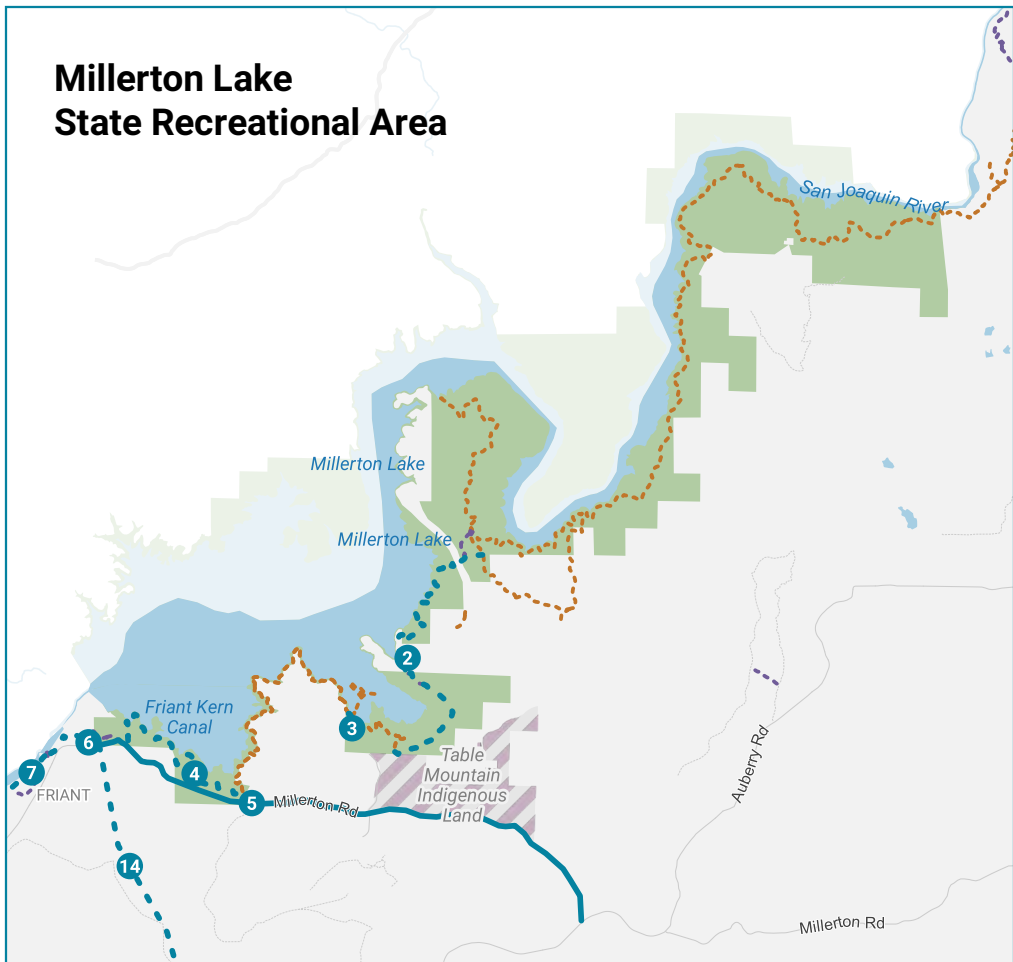 Millerton Lake
State Recreational Area
San Joaquin River
Millerton Lake
Millerton Lake
2
Friant Kern
Canal
3
6
7
4
FRIANT
5
Millerton Rd
Table
Mountain
Indigenous
Land
Auberry Rd
14
Millerton Rd